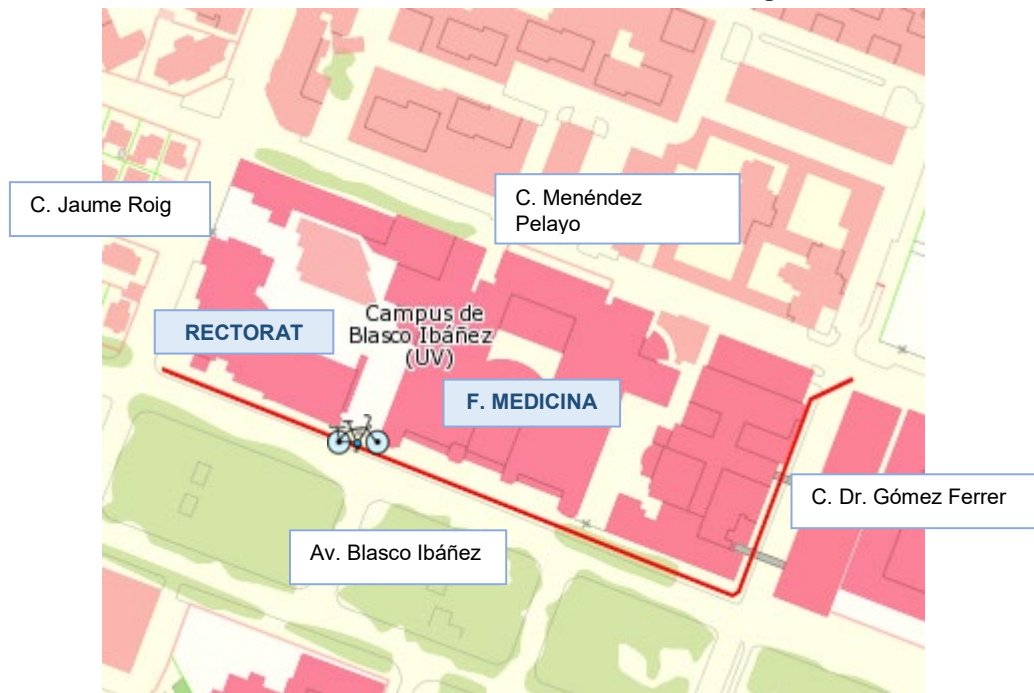 C. Jaume Roig
C. Menéndez
Pelayo
RECTORAT
Campus de
Blasco Ibáñez
(UV)
F. MEDICINA
C. Dr. Gómez Ferrer
Av. Blasco Ibáñez